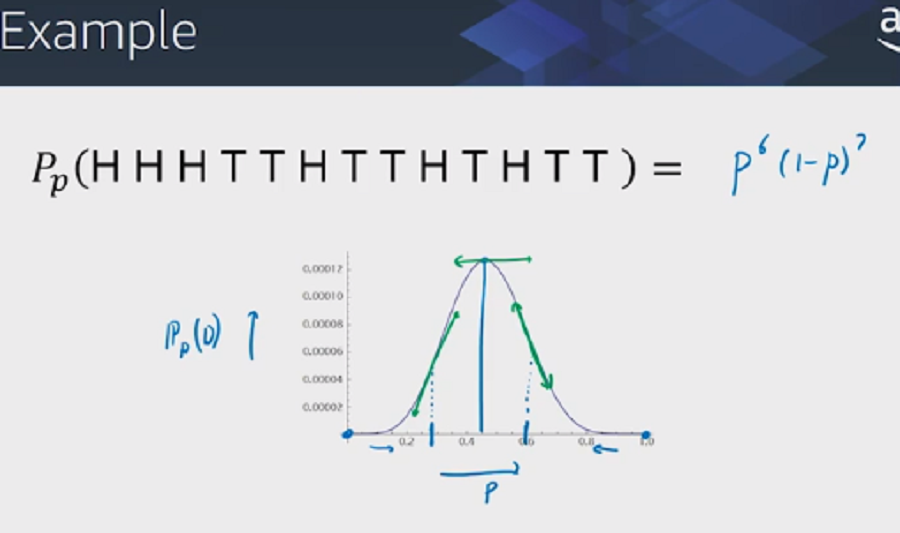 Example
a
P_p(H H H T T H T T H T H T T) = p^6 (1-p)^7
0.00012
0.00010
P_p(D) ↑
0.00008
0.00006
0.00004
0.00002
0.2 0.4 0.6 0.8 1.0
p